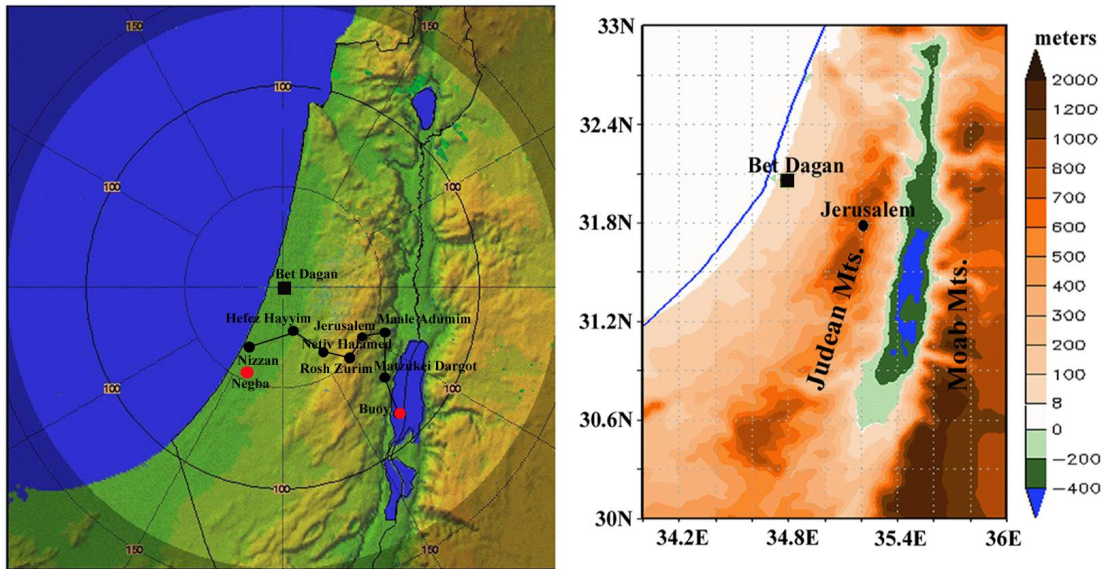 150
150
100
100
100
Bet Dagan
Hefez Hayyim
Jerusalem
Maale Adumim
Netiv Halamed
Nizzan
Rosh Zurim
Matzukei Dargot
Negba
100
Buoy
100
100
150
150
33N
32.4N
31.8N
31.2N
30.6N
30N
34.2E
34.8E
35.4E
36E
Bet Dagan
Jerusalem
Judean Mts.
Moab Mts.
meters
2000
1200
1000
800
700
600
500
400
300
200
100
8
0
−200
−400